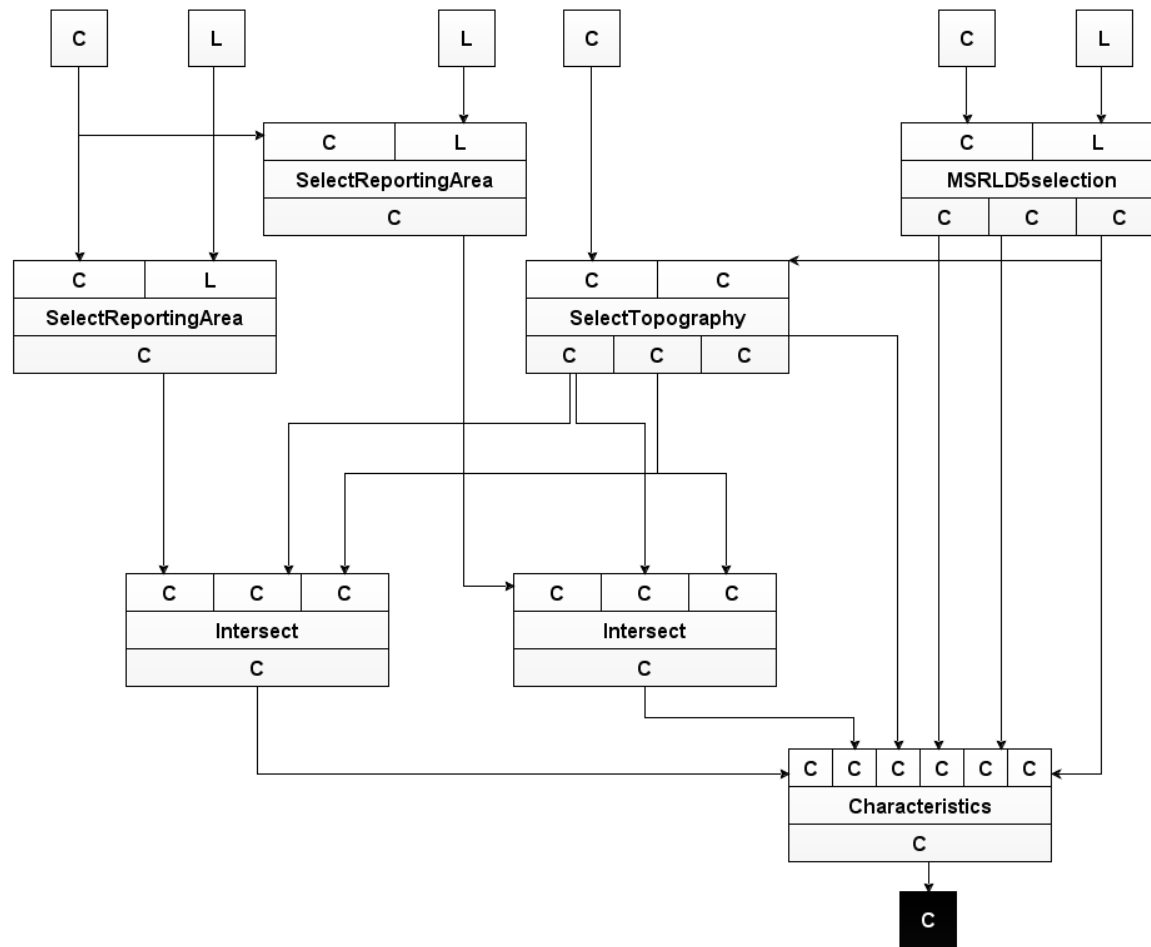 C L L C C L
C L
SelectReportingArea
C
C L
MSRLD5selection
C C C
C L
SelectReportingArea
C
C C
SelectTopography
C C C
C C C
Intersect
C
C C C
Intersect
C
C C C C C C
Characteristics
C
C